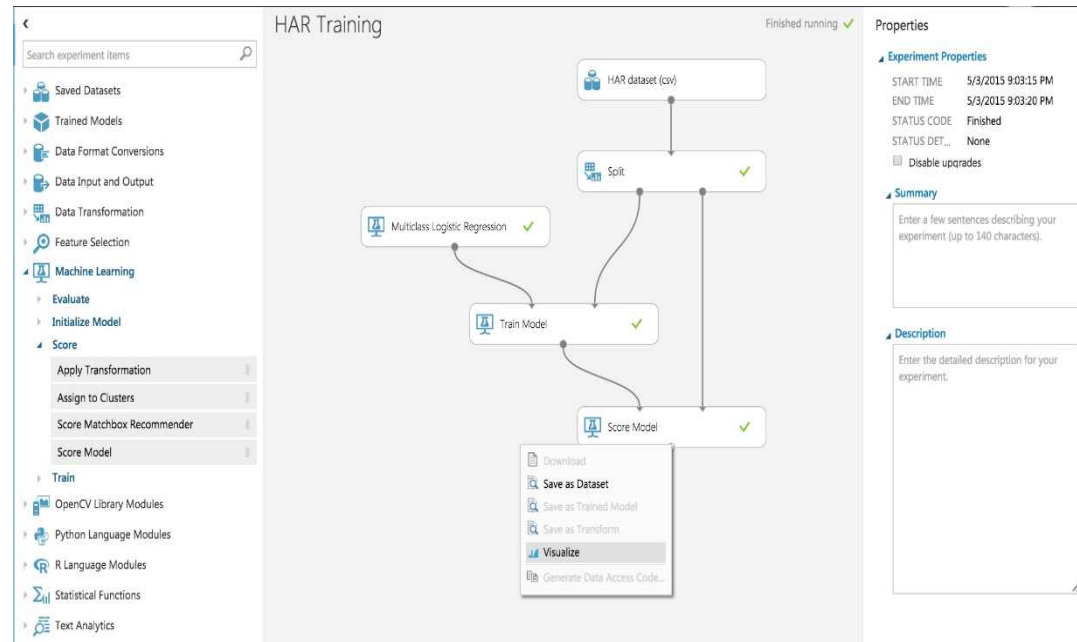 Search experiment items
Saved Datasets
Trained Models
Data Format Conversions
Data Input and Output
Data Transformation
Feature Selection
Machine Learning
Evaluate
Initialize Model
Score
Apply Transformation
Assign to Clusters
Score Matchbox Recommender
Score Model
Train
OpenCV Library Modules
Python Language Modules
R Language Modules
Statistical Functions
Text Analytics
HAR Training
Finished running
HAR dataset (csv)
Split
Multiclass Logistic Regression
Train Model
Score Model
Download
Save as Dataset
Save as Trained Model
Save as Transform
Visualize
Generate Data Access Code...
Properties
Experiment Properties
START TIME 5/3/2015 9:03:15 PM
END TIME 5/3/2015 9:03:20 PM
STATUS CODE Finished
STATUS DET... None
Disable upgrades
Summary
Enter a few sentences describing your
experiment (up to 140 characters).
Description
Enter the detailed description for your
experiment.